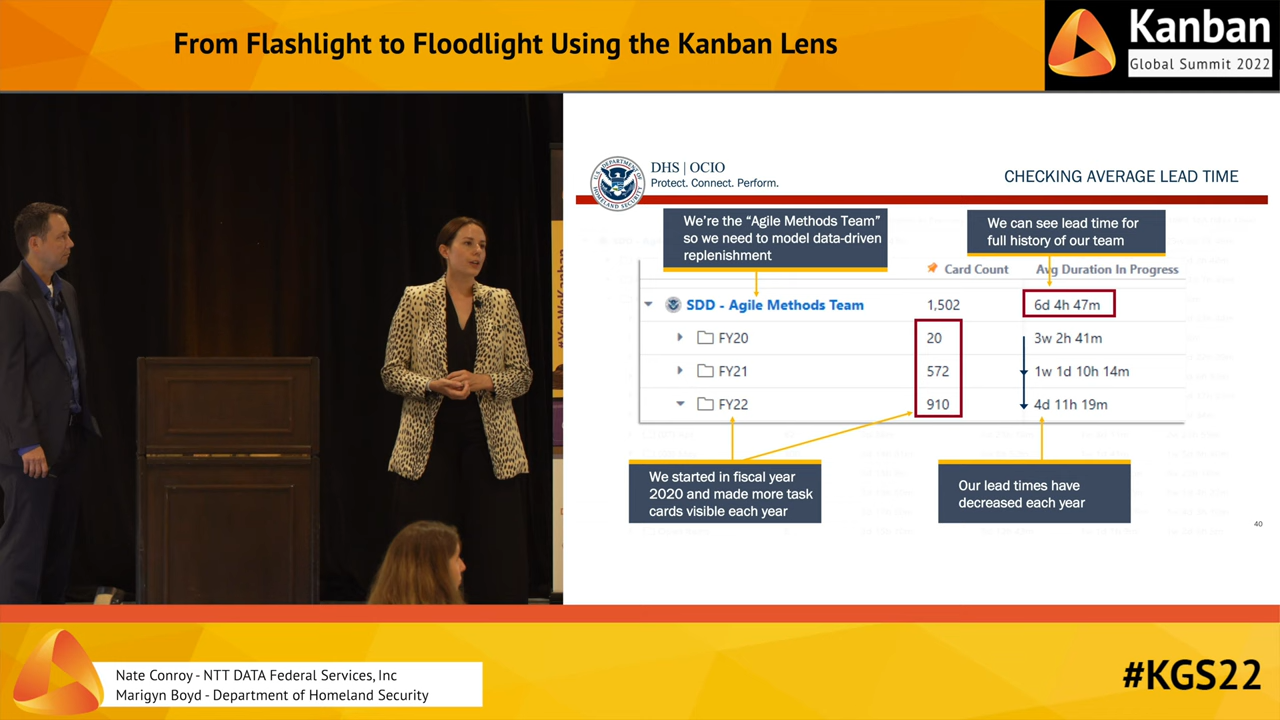 From Flashlight to Floodlight Using the Kanban Lens
Kanban
Global Summit 2022
#YesWeKanban
U.S. DEPARTMENT OF
HOMELAND SECURITY
DHS | OCIO
Protect. Connect. Perform.
CHECKING AVERAGE LEAD TIME
We're the “Agile Methods Team”
so we need to model data-driven
replenishment
We can see lead time for
full history of our team
Card Count
Avg Duration In Progress
SDD - Agile Methods Team
1,502
6d 4h 47m
FY20
20
3w 2h 41m
FY21
572
1w 1d 10h 14m
FY22
910
4d 11h 19m
We started in fiscal year
2020 and made more task
cards visible each year
Our lead times have
decreased each year
40
Nate Conroy - NTT DATA Federal Services, Inc
Marigyn Boyd - Department of Homeland Security
#KGS22